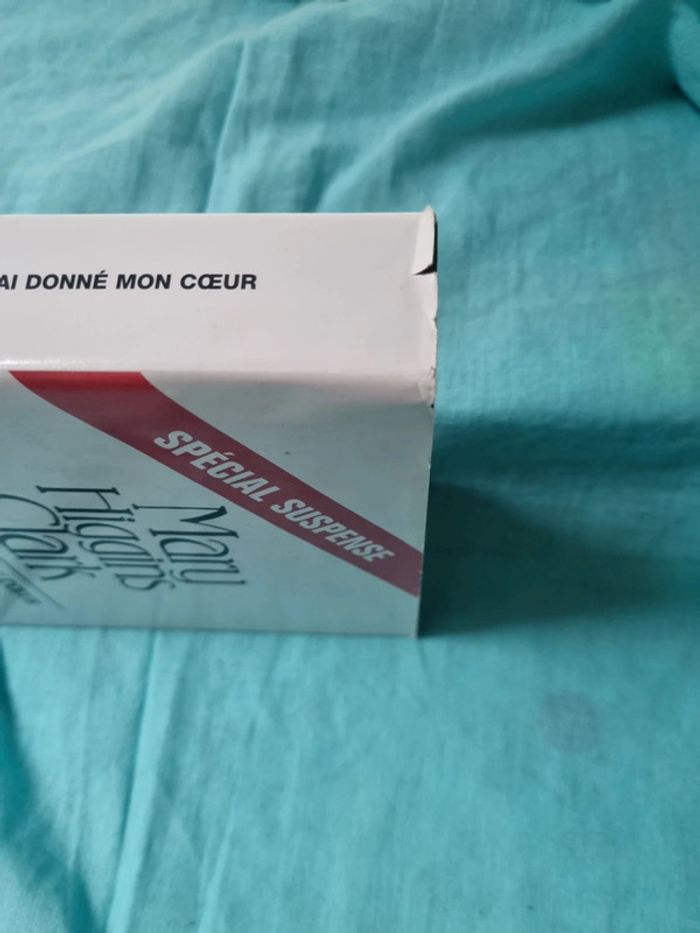 AI DONNÉ MON CŒUR
SPÉCIAL SUSPENSE
Mary
Higgins
Clark